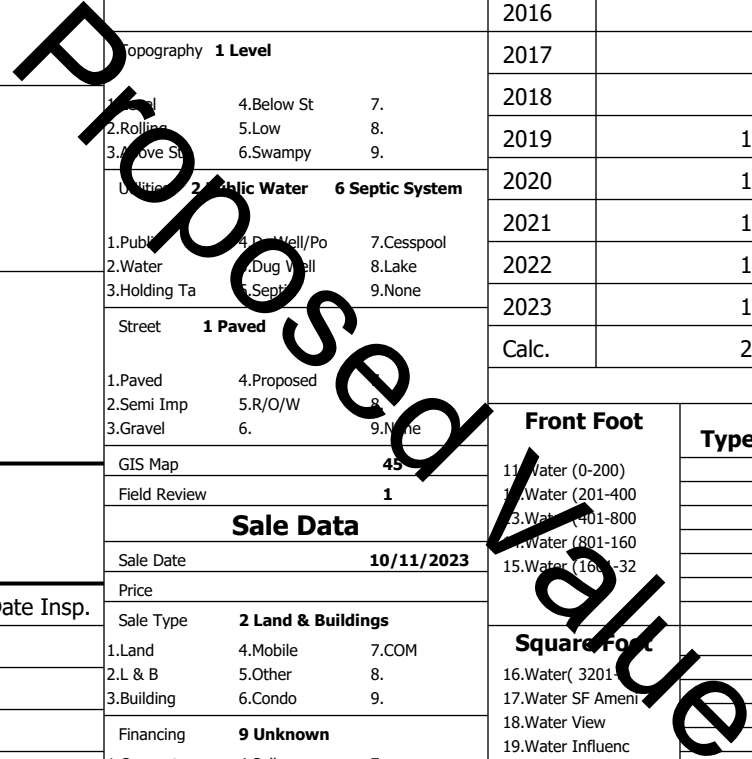 Topography 1 Level
4.Below St 7.
2.Rolling 5.Low 8.
3.Above St 6.Swampy 9.
Utilities 2 Public Water 6 Septic System
4.Dr Well/Po 7.Cesspool
2.Water Dug Well 8.Lake
3.Holding Ta 9.None
Street 1 Paved
1.Paved 4.Proposed
2.Semi Imp 5.R/O/W 8.
3.Gravel 6. 9.None
GIS Map 45
Field Review 1
Sale Data
Sale Date 10/11/2023
Price
Sale Type 2 Land & Buildings
1.Land 4.Mobile 7.COM
2.L & B 5.Other 8.
3.Building 6.Condo 9.
Financing 9 Unknown
Date Insp.
2016
2017
2018
2019 1
2020 1
2021 1
2022 1
2023 1
Calc. 2
Front Foot
Type
11.Water (0-200)
12.Water (201-400
13.Water (401-800
14.Water (801-160
15.Water (1601-32
Square Foot
16.Water( 3201-
17.Water SF Ameni
18.Water View
19.Water Influenc
Proposed Value